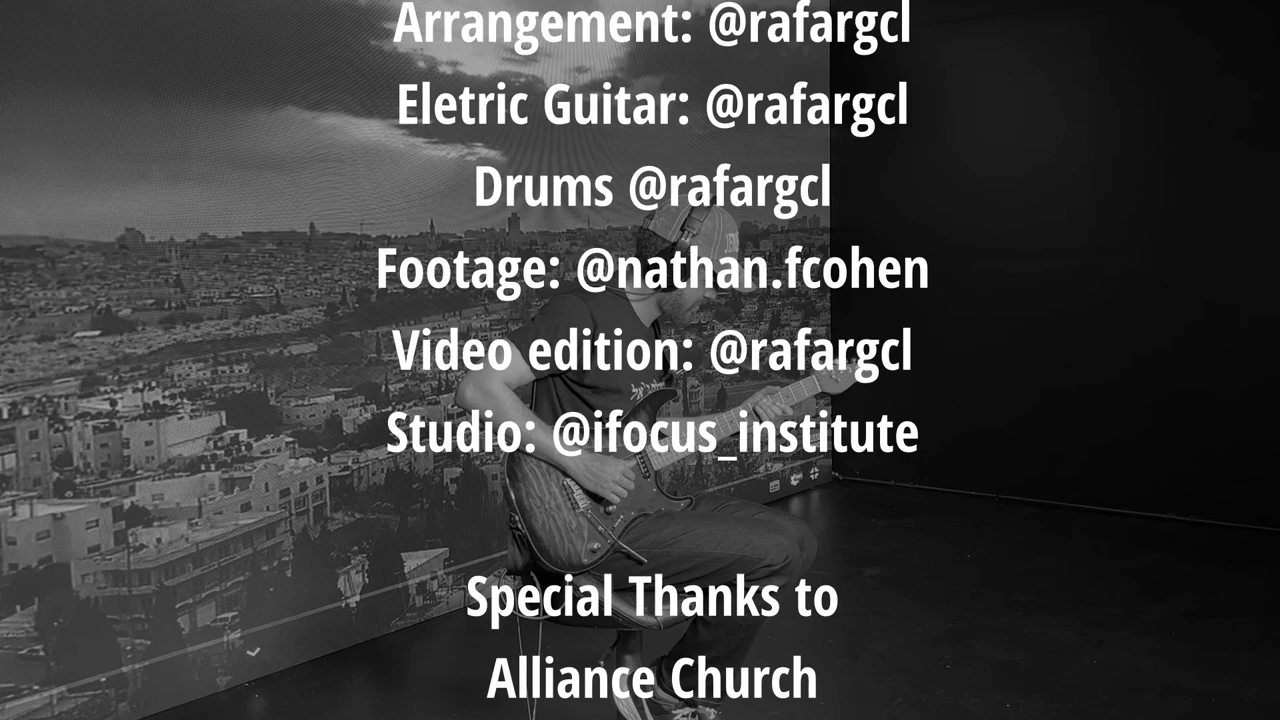 Arrangement: @rafargcl
Eletric Guitar: @rafargcl
Drums @rafargcl
Footage: @nathan.fcohen
Video edition: @rafargcl
Studio: @ifocus_institute
Special Thanks to
Alliance Church